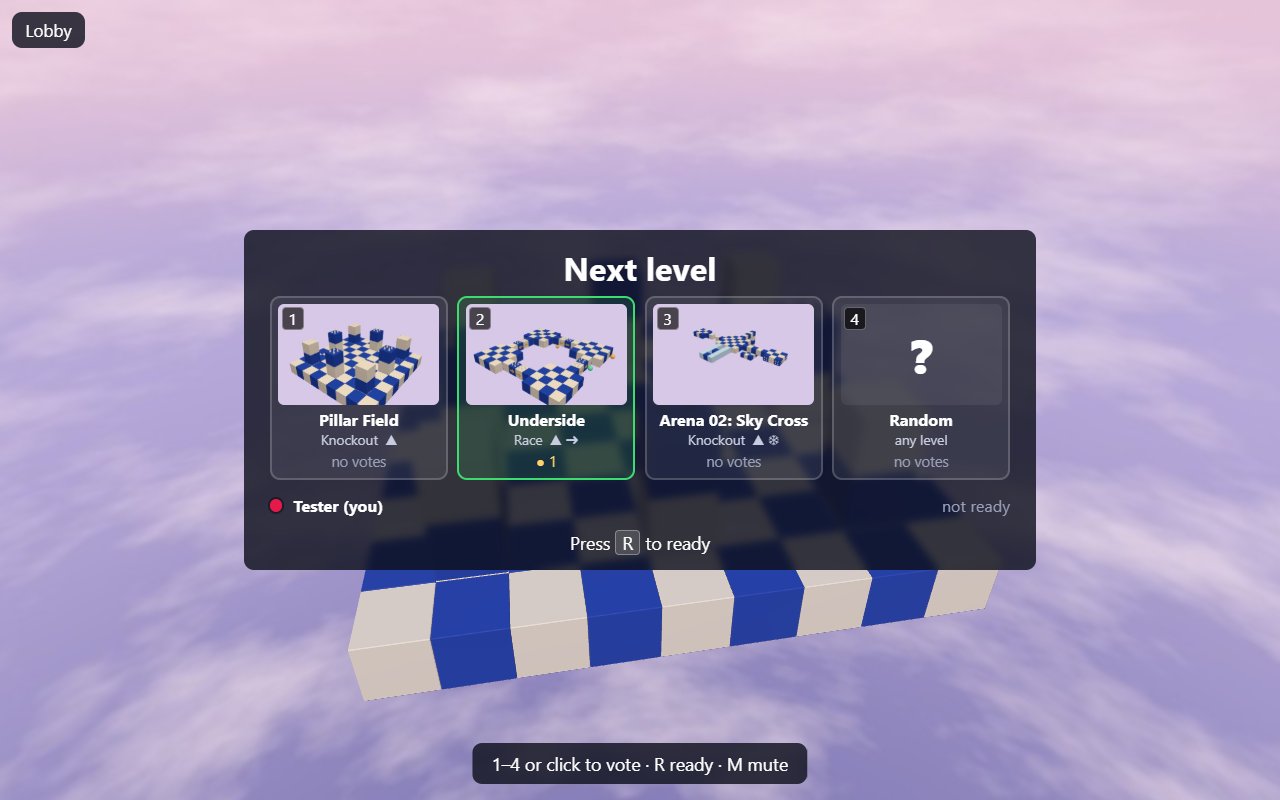 Lobby
Next level
1
2
3
4
?
Pillar Field
Underside
Arena 02: Sky Cross
Random
Knockout ▲
Race ▲ ➜
Knockout ▲ ❄
any level
no votes
● 1
no votes
no votes
Tester (you)
not ready
Press R to ready
1–4 or click to vote · R ready · M mute